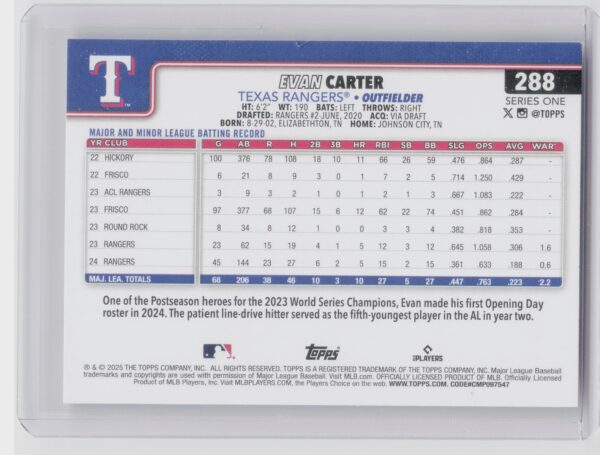 T
EVAN CARTER
288
TEXAS RANGERS® • OUTFIELDER
SERIES ONE
HT: 6'2" WT: 190 BATS: LEFT THROWS: RIGHT
@TOPPS
DRAFTED: RANGERS #2-JUNE, 2020 ACQ: VIA DRAFT
BORN: 8-29-02, ELIZABETHTON, TN HOME: JOHNSON CITY, TN
MAJOR AND MINOR LEAGUE BATTING RECORD
YR CLUB G AB R H 2B 3B HR RBI SB BB SLG OPS AVG WAR
22 HICKORY 100 376 78 108 18 10 11 66 26 59 .476 .864 .287 -
22 FRISCO 6 21 8 9 3 0 1 7 2 5 .714 1.250 .429 -
23 ACL RANGERS 3 9 3 2 1 0 1 2 1 3 .667 1.083 .222 -
23 FRISCO 97 377 68 107 15 6 12 62 22 74 .451 .862 .284 -
23 ROUND ROCK 8 34 8 12 1 0 0 3 3 4 .382 .818 .353 -
23 RANGERS 23 62 15 19 4 1 5 12 3 12 .645 1.058 .306 1.6
24 RANGERS 45 144 23 27 6 2 5 15 2 15 .361 .633 .188 0.6
MAJ. LEA. TOTALS 68 206 38 46 10 3 10 27 5 27 .447 .763 .223 2.2
One of the Postseason heroes for the 2023 World Series Champions, Evan made his first Opening Day
roster in 2024. The patient line-drive hitter served as the fifth-youngest player in the AL in year two.
Topps
PLAYERS
® & © 2025 THE TOPPS COMPANY, INC. ALL RIGHTS RESERVED. TOPPS IS A REGISTERED TRADEMARK OF THE TOPPS COMPANY, INC. Major League Baseball
trademarks and copyrights are used with permission of Major League Baseball. Visit MLB.COM. OFFICIALLY LICENSED PRODUCT OF MLB. Officially Licensed
Product of MLB Players, Inc. Visit MLBPLAYERS.COM, the Players Choice on the web. WWW.TOPPS.COM. CODE#CMP097547